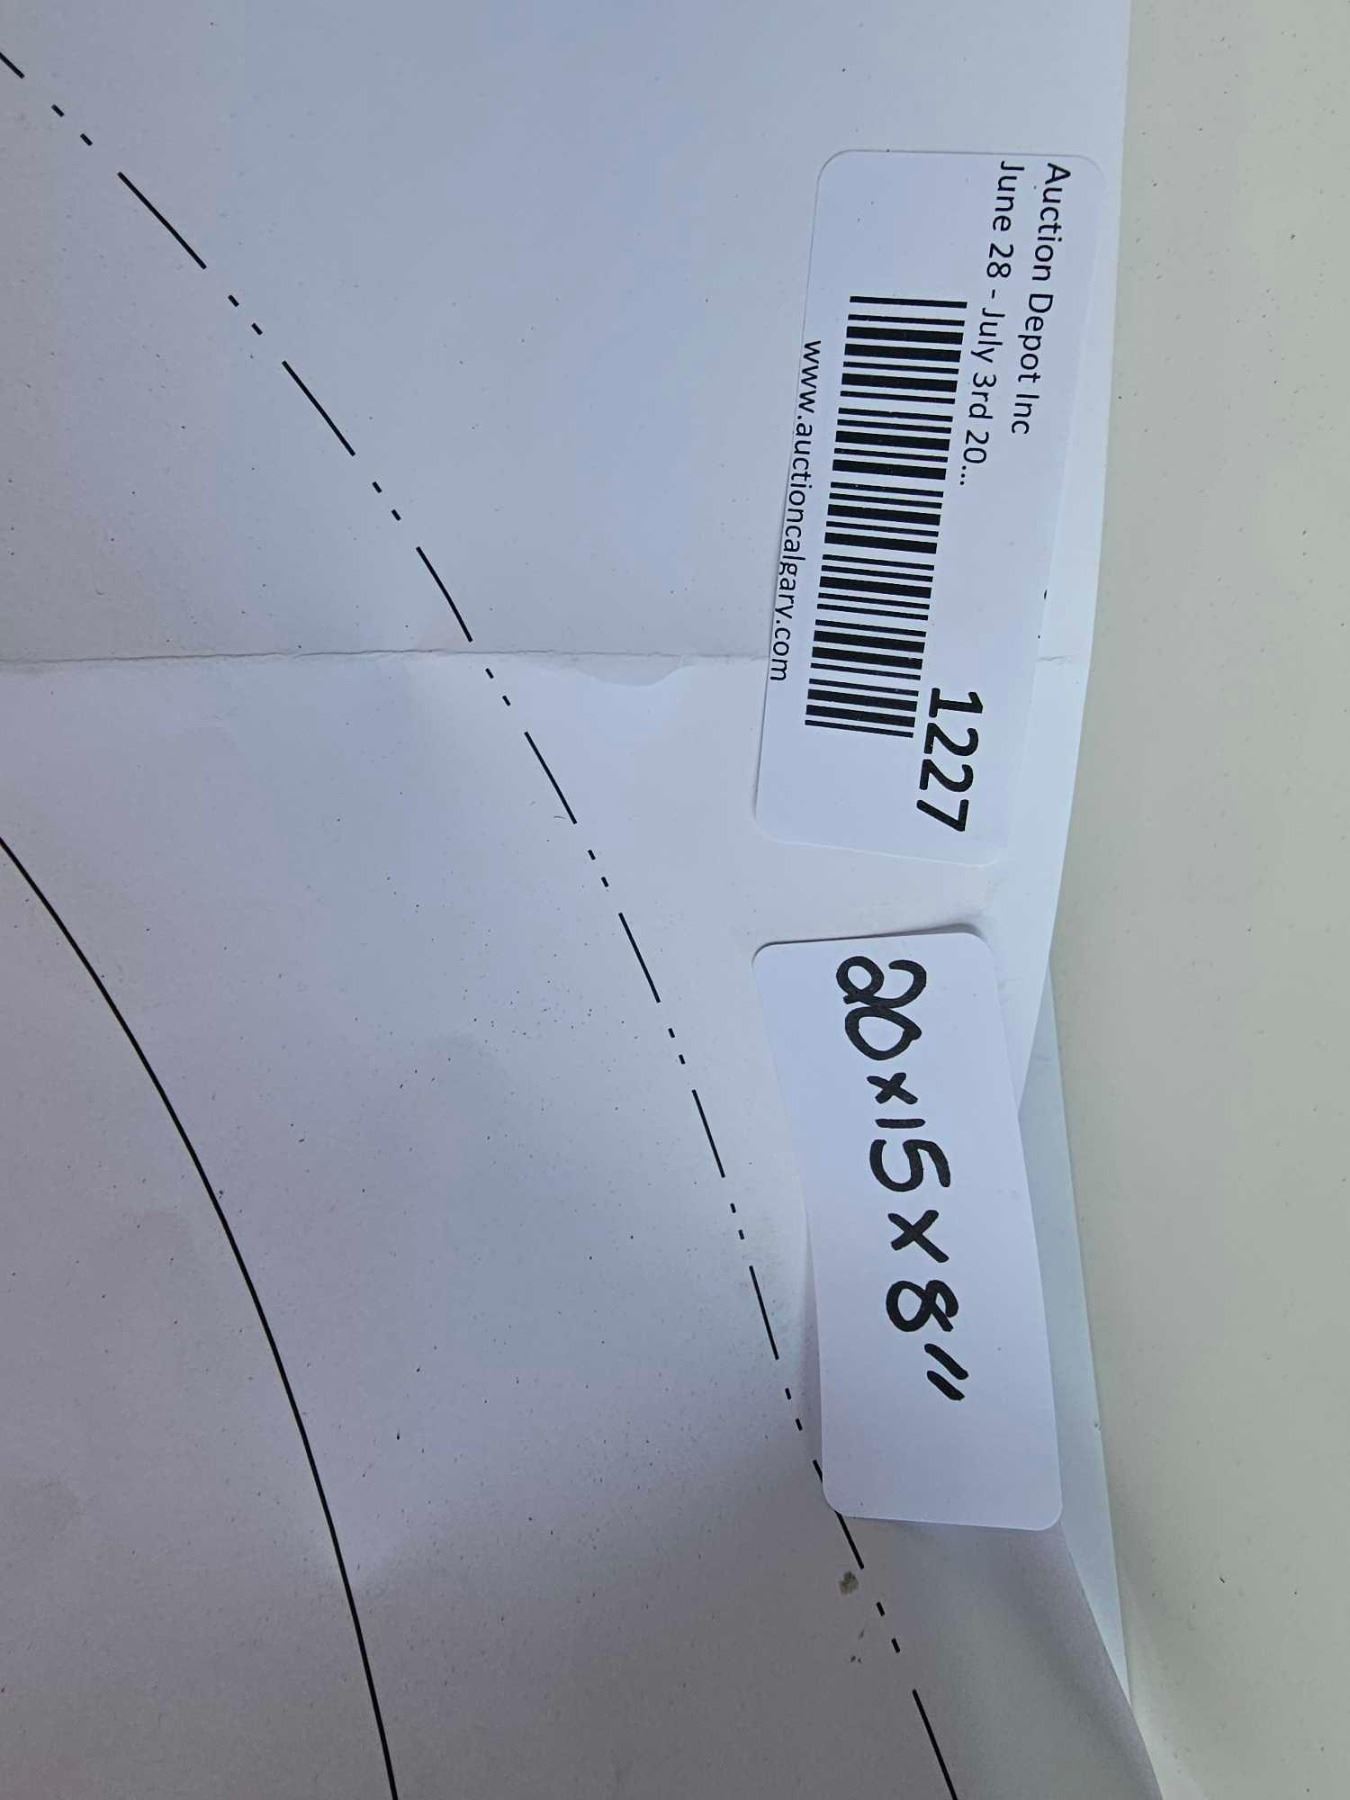 Auction Depot Inc
June 28 - July 3rd 20...
1227
www.auctioncalgary.com
20x15x8"